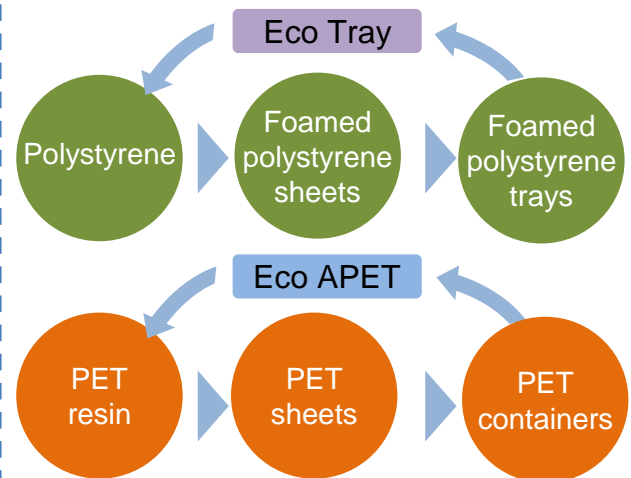 Eco Tray
Polystyrene
Foamed
polystyrene
sheets
Foamed
polystyrene
trays
Eco APET
PET
resin
PET
sheets
PET
containers